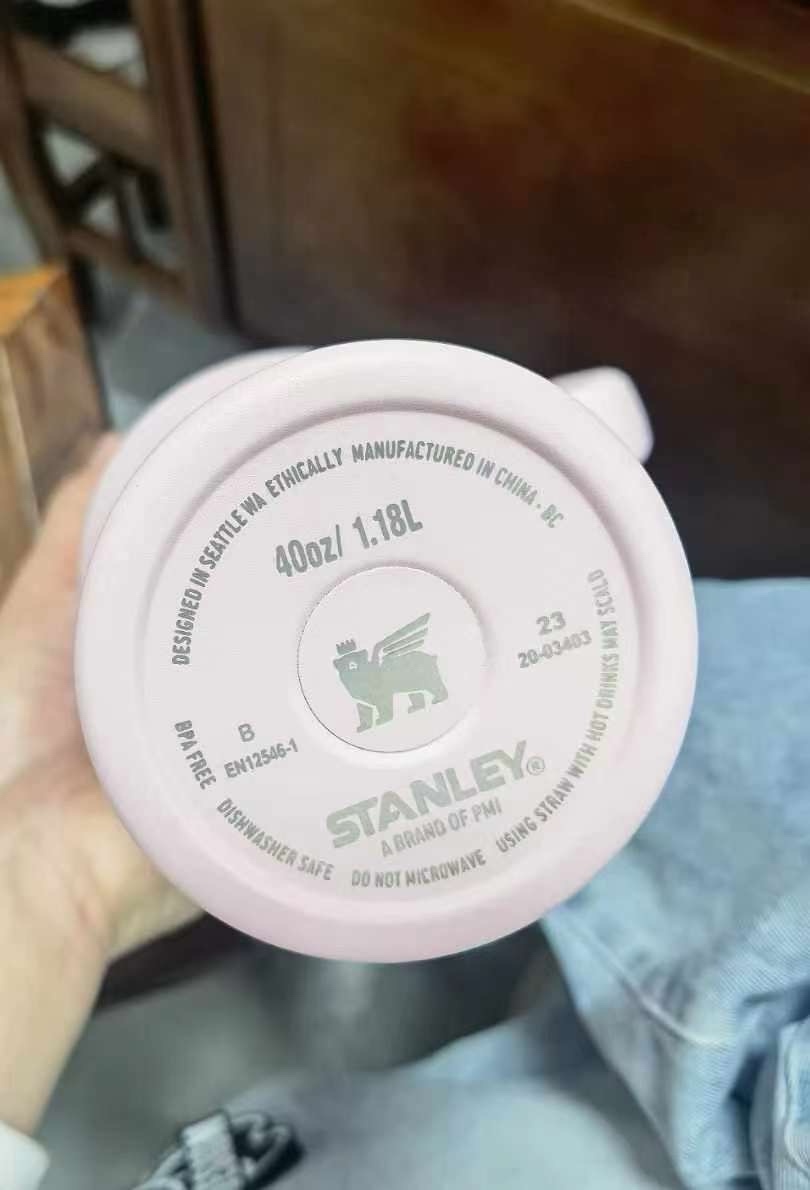 DESIGNED IN SEATTLE WA ETHICALLY MANUFACTURED IN CHINA · BC
40oz/ 1.18L
23
20-03403
B
EN12546-1
STANLEY®
A BRAND OF PMI
BPA FREE DISHWASHER SAFE DO NOT MICROWAVE USING STRAW WITH HOT DRINKS MAY SCALD